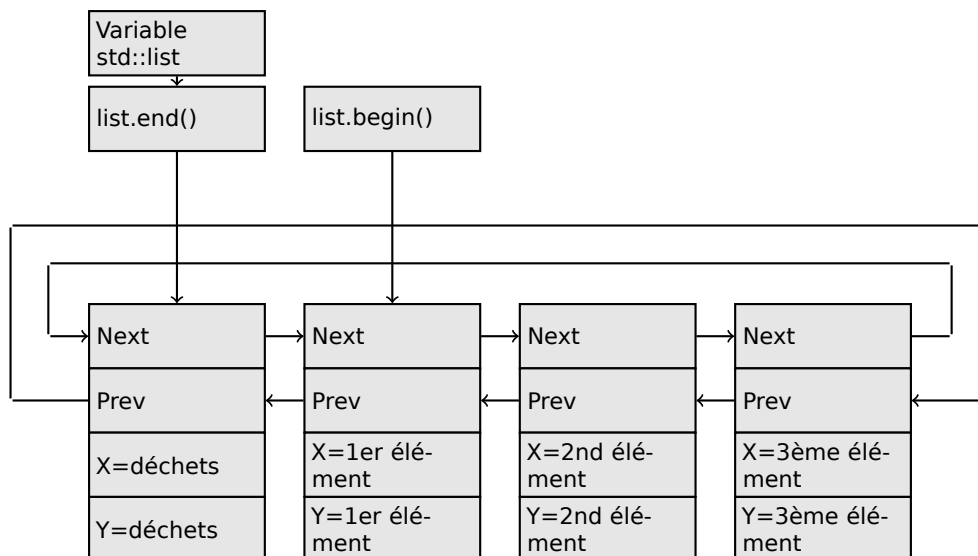 Variable
std::list
list.end()
list.begin()
Next
Next
Next
Next
Prev
Prev
Prev
Prev
X=déchets
X=1er élé-
ment
X=2nd élé-
ment
X=3ème élé-
ment
Y=déchets
Y=1er élé-
ment
Y=2nd élé-
ment
Y=3ème élé-
ment